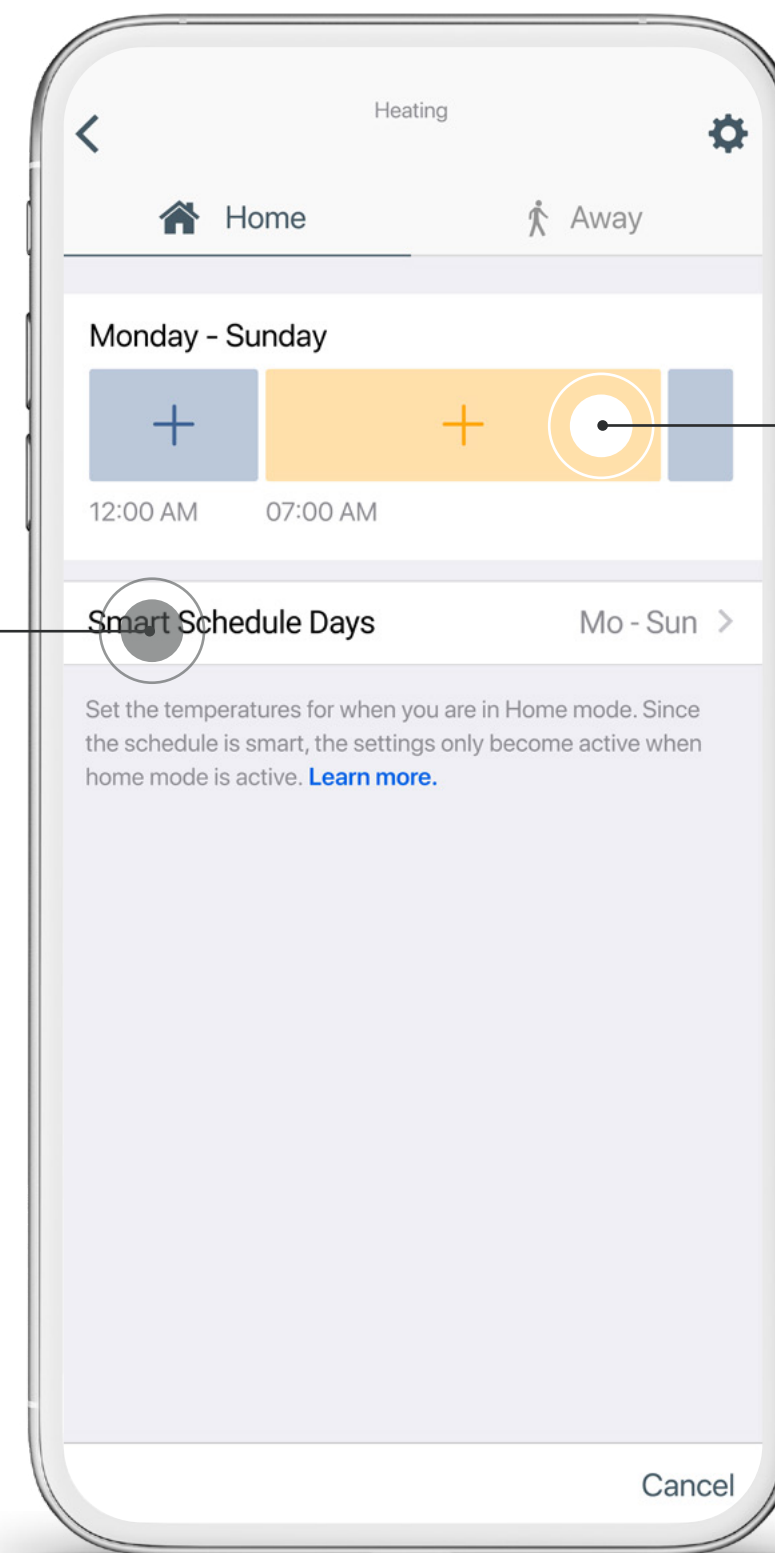 Heating
Home Away
Monday - Sunday
12:00 AM 07:00 AM
Smart Schedule Days Mo - Sun
Set the temperatures for when you are in Home mode. Since
the schedule is smart, the settings only become active when
home mode is active. Learn more.
Cancel